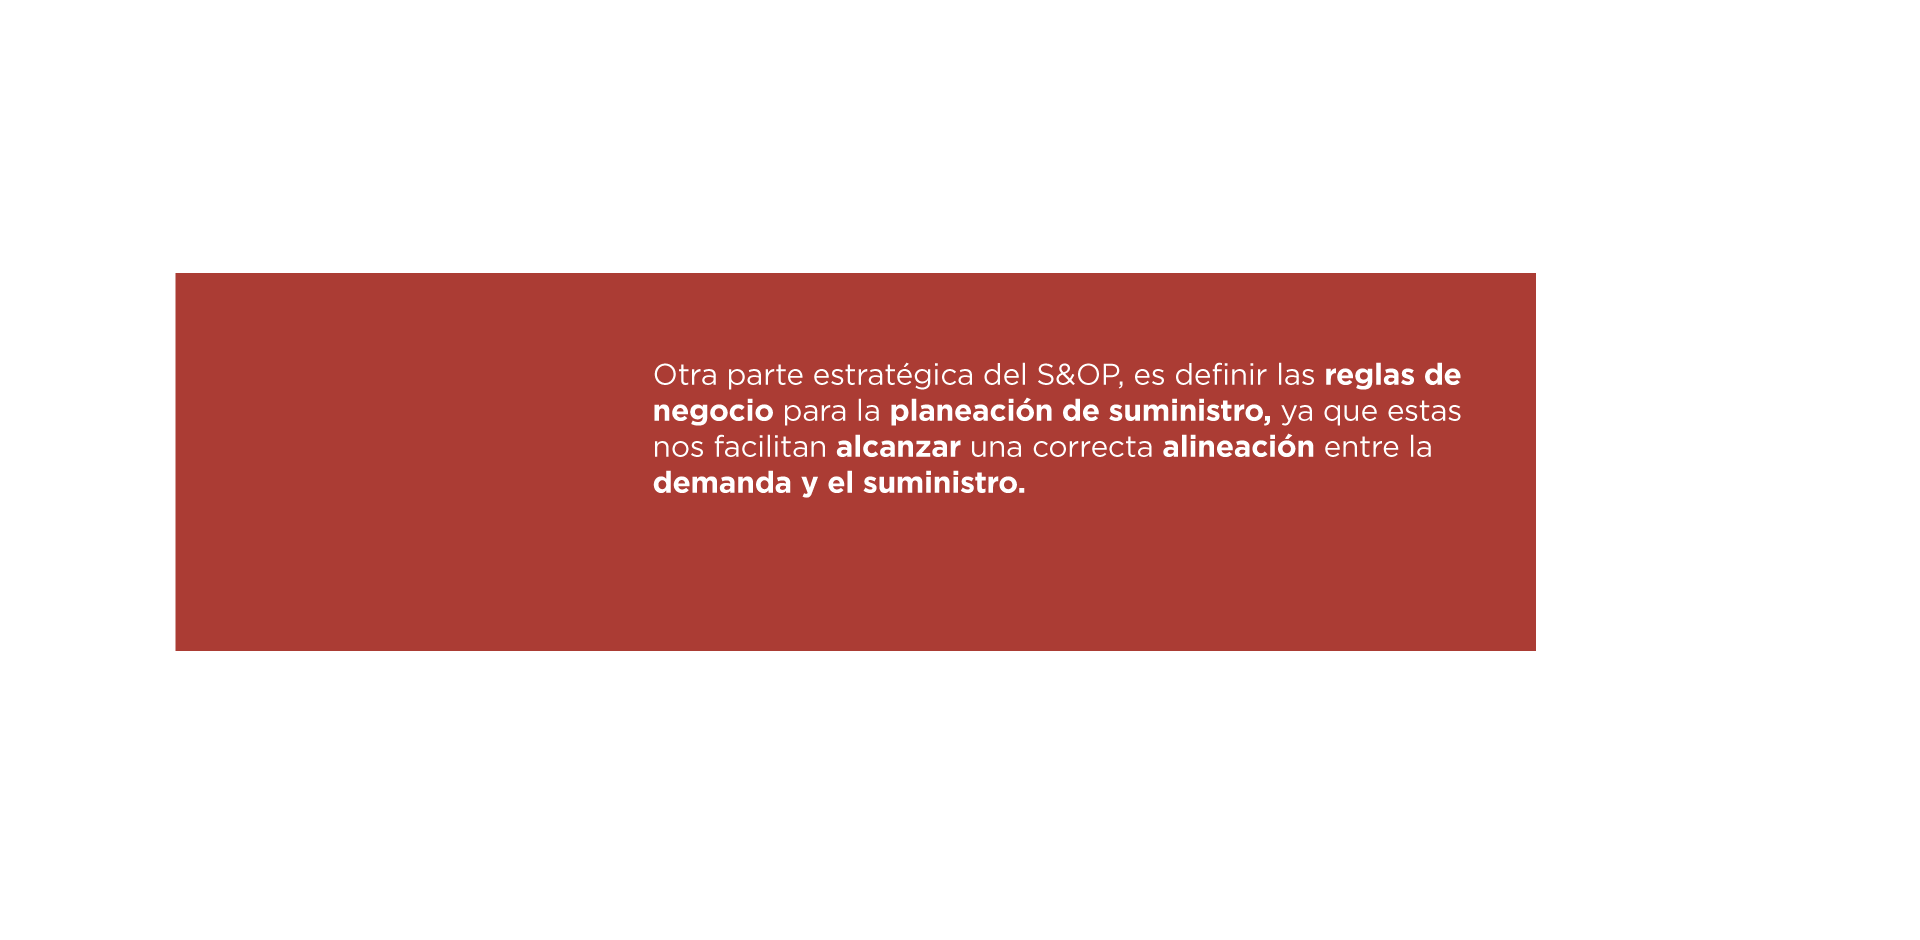 Otra parte estratégica del S&OP, es definir las reglas de
negocio para la planeación de suministro, ya que estas
nos facilitan alcanzar una correcta alineación entre la
demanda y el suministro.